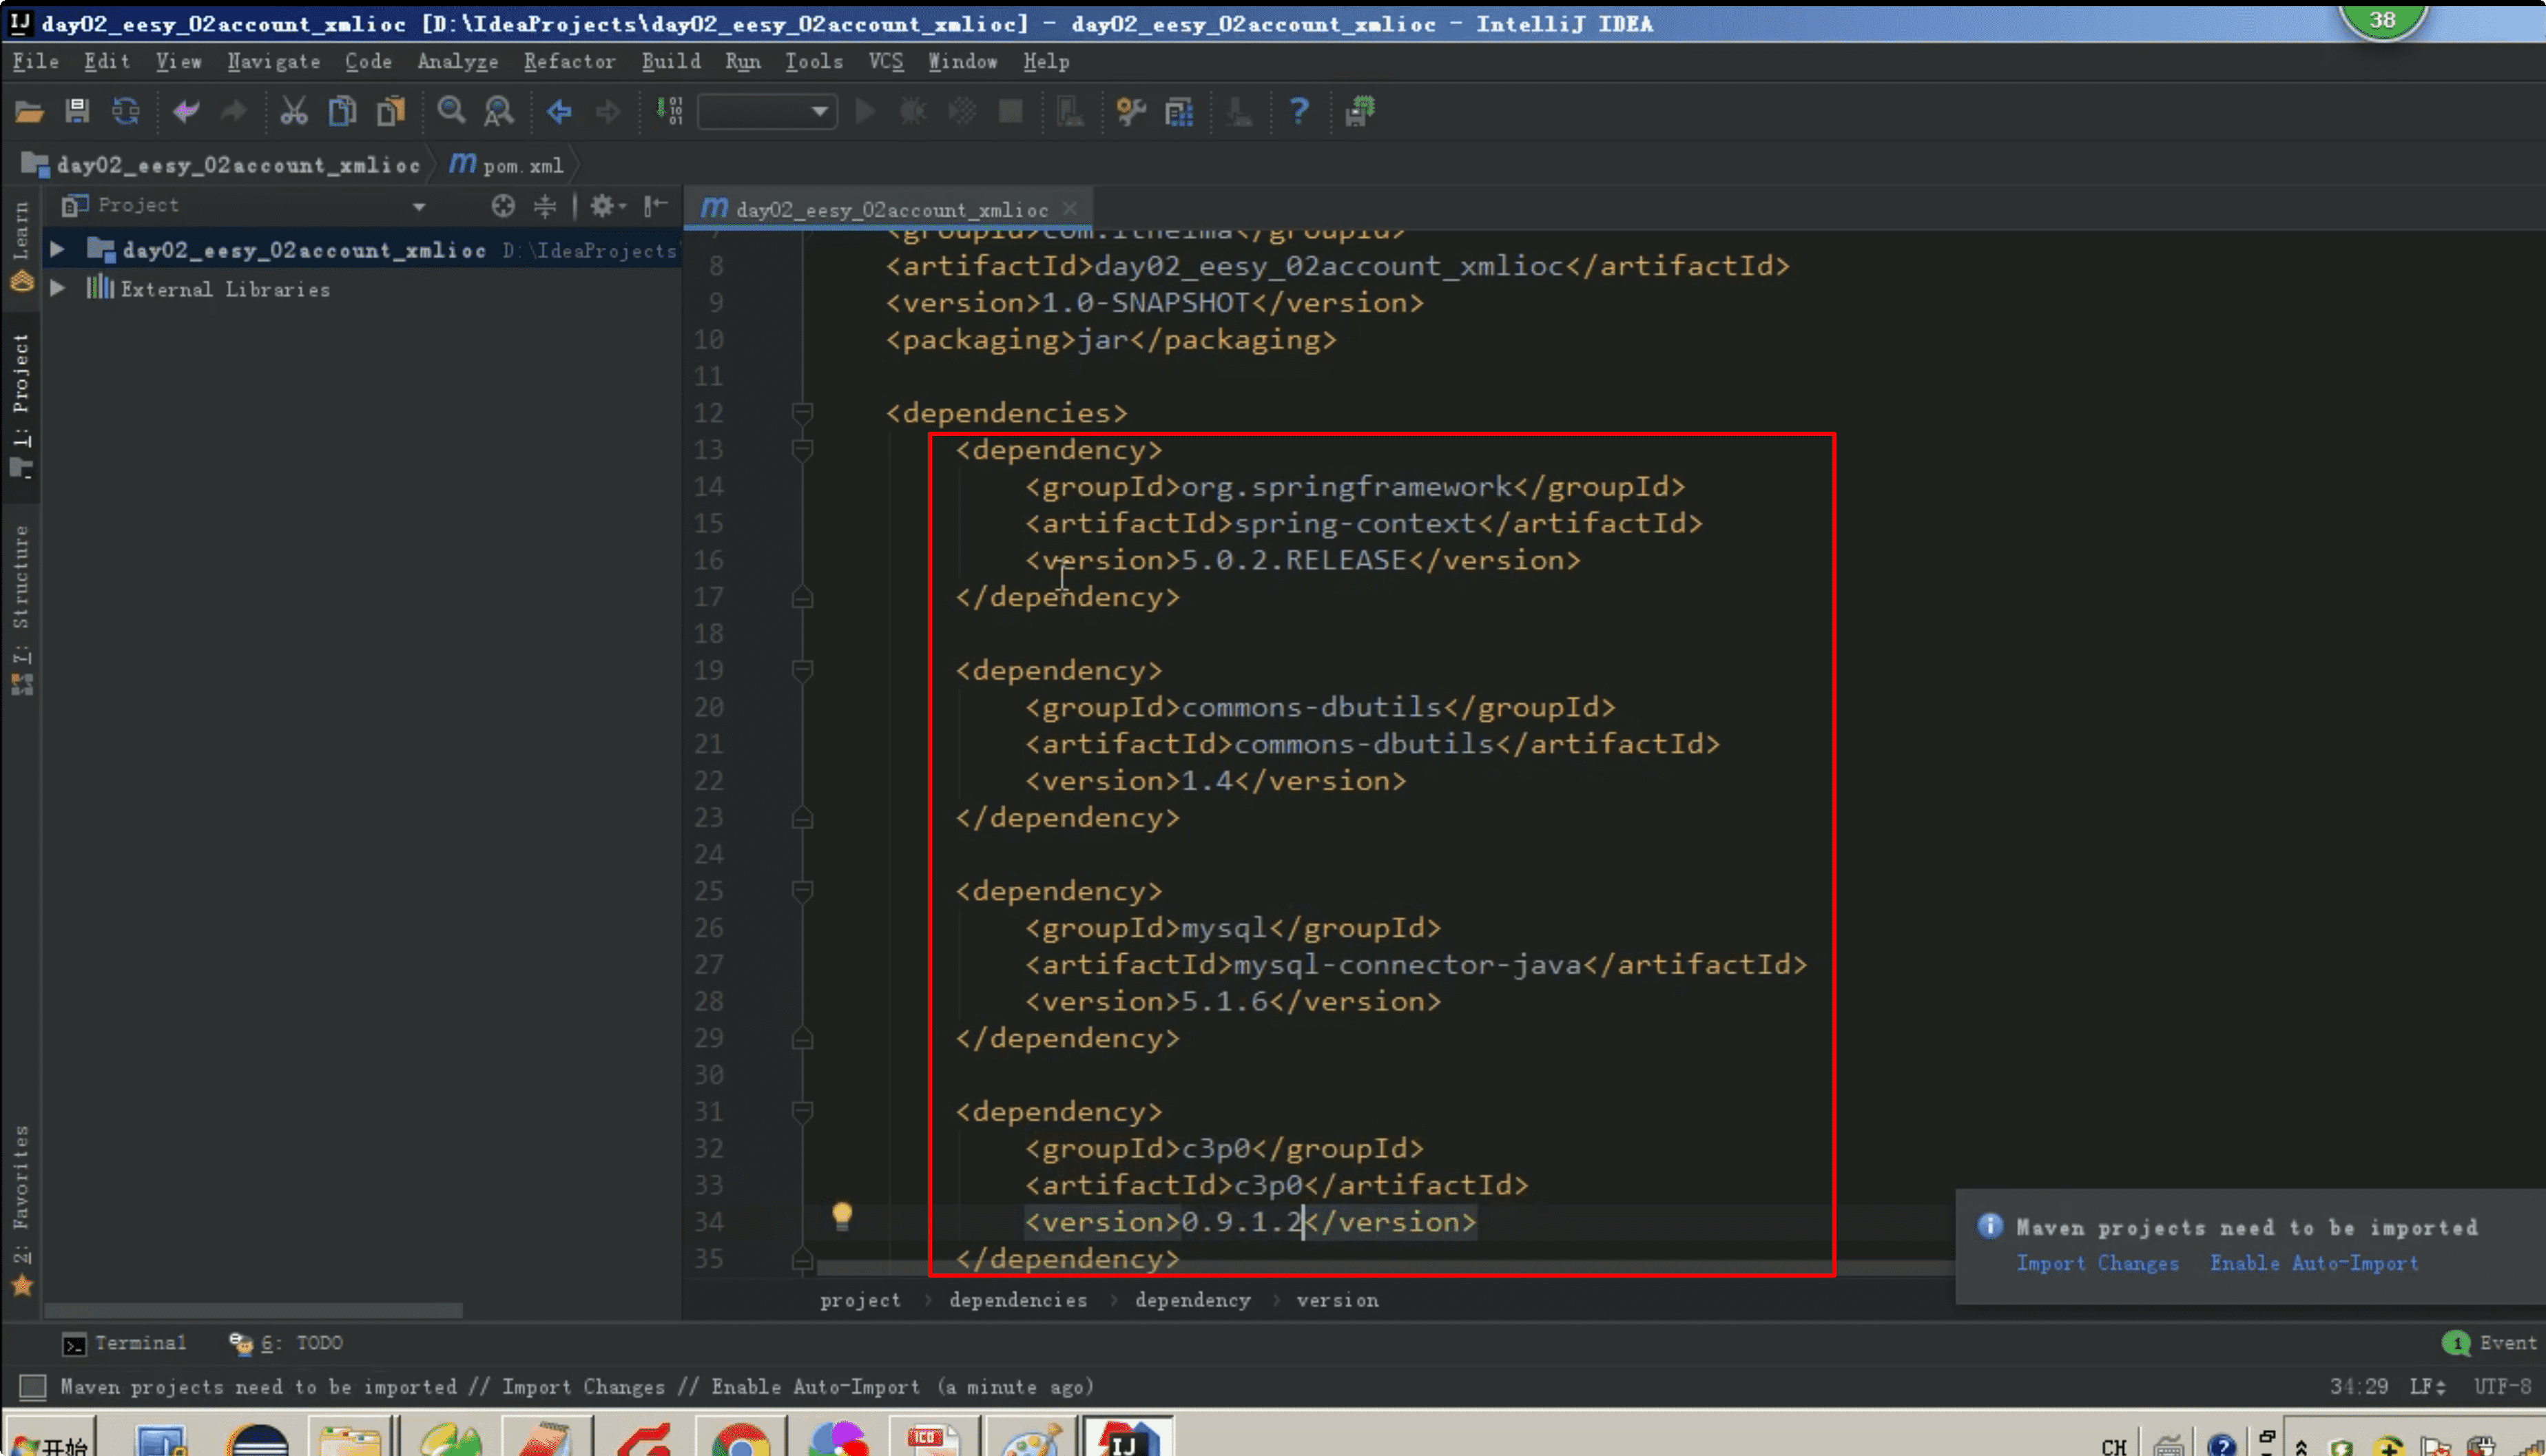 day02_eesy_02account_xmlioc [D:\IdeaProjects\day02_eesy_02account_xmlioc] - day02_eesy_02account_xmlioc - IntelliJ IDEA
38
File Edit View Navigate Code Analyze Refactor Build Run Tools VCS Window Help
day02_eesy_02account_xmlioc pom.xml
Project
day02_eesy_02account_xmlioc
Learn
1: Project
7: Structure
2: Favorites
day02_eesy_02account_xmlioc D:\IdeaProjects
External Libraries
7 <groupId>com.itheima</groupId>
8 <artifactId>day02_eesy_02account_xmlioc</artifactId>
9 <version>1.0-SNAPSHOT</version>
10 <packaging>jar</packaging>
11
12 <dependencies>
13 <dependency>
14 <groupId>org.springframework</groupId>
15 <artifactId>spring-context</artifactId>
16 <version>5.0.2.RELEASE</version>
17 </dependency>
18
19 <dependency>
20 <groupId>commons-dbutils</groupId>
21 <artifactId>commons-dbutils</artifactId>
22 <version>1.4</version>
23 </dependency>
24
25 <dependency>
26 <groupId>mysql</groupId>
27 <artifactId>mysql-connector-java</artifactId>
28 <version>5.1.6</version>
29 </dependency>
30
31 <dependency>
32 <groupId>c3p0</groupId>
33 <artifactId>c3p0</artifactId>
34 <version>0.9.1.2</version>
35 </dependency>
Maven projects need to be imported
Import Changes Enable Auto-Import
project dependencies dependency version
Terminal 6: TODO
1 Event
Maven projects need to be imported // Import Changes // Enable Auto-Import (a minute ago)
34:29 LF UTF-8
开始
ICO
IJ
CH